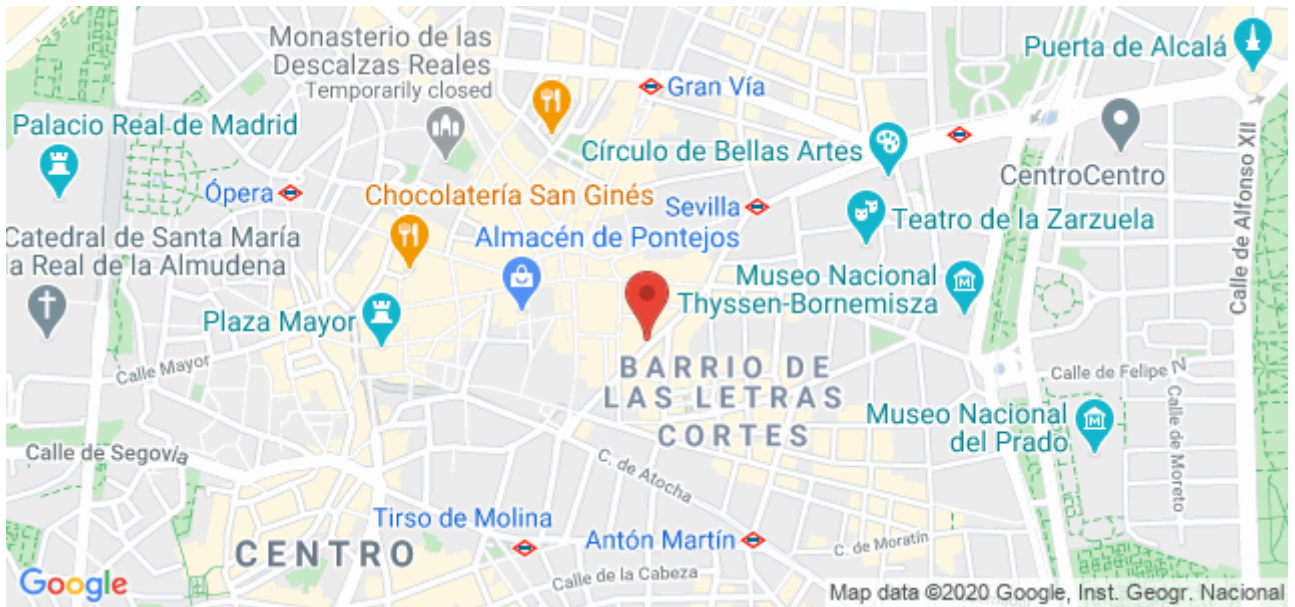 Monasterio de las
Descalzas Reales
Temporarily closed
Gran Vía
Puerta de Alcalá
Palacio Real de Madrid
Círculo de Bellas Artes
CentroCentro
Ópera
Chocolatería San Ginés
Sevilla
Teatro de la Zarzuela
Calle de Alfonso XII
Catedral de Santa María
a Real de la Almudena
Almacén de Pontejos
Museo Nacional
Thyssen-Bornemisza
Plaza Mayor
Calle Mayor
BARRIO DE
LAS LETRAS
CORTES
Calle de Felipe
Calle de Moreto
Museo Nacional
del Prado
Calle de Segovia
C. de Atocha
Tirso de Molina
Antón Martín
C. de Moratín
CENTRO
Calle de la Cabeza
Google
Map data ©2020 Google, Inst. Geogr. Nacional